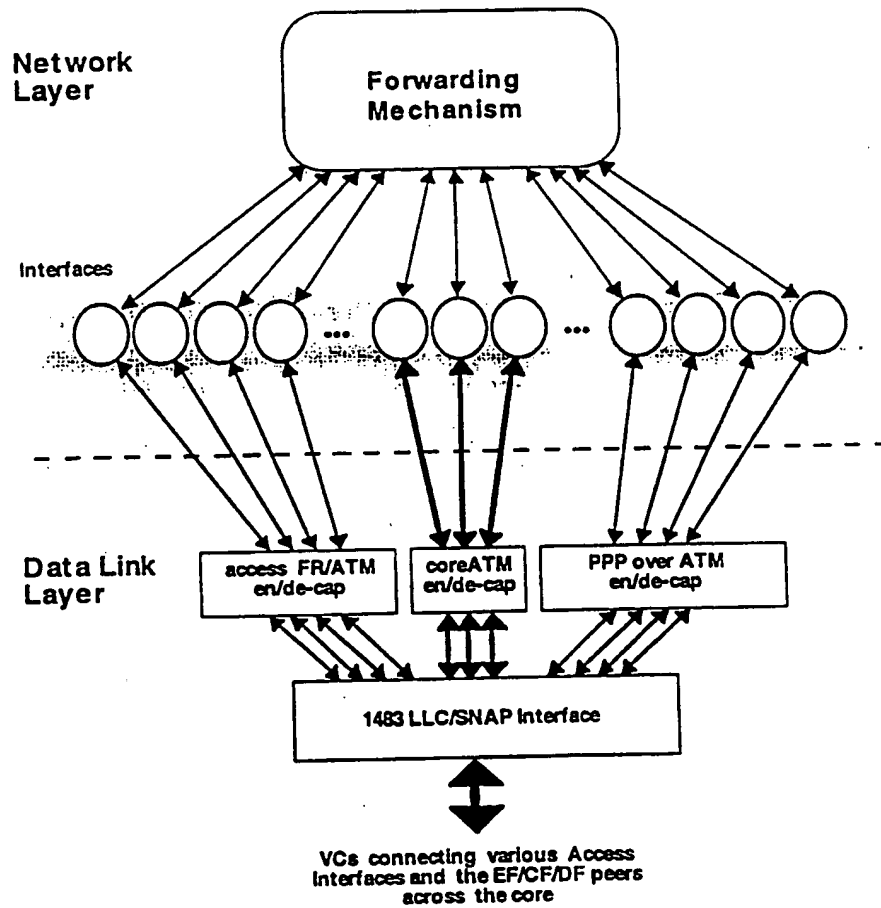 Network
Layer
Forwarding
Mechanism
Interfaces
...
...
Data Link
Layer
access FR/ATM
en/de-cap
coreATM
en/de-cap
PPP over ATM
en/de-cap
1483 LLC/SNAP Interface
VCs connecting various Access
Interfaces and the EF/CF/DF peers
across the core